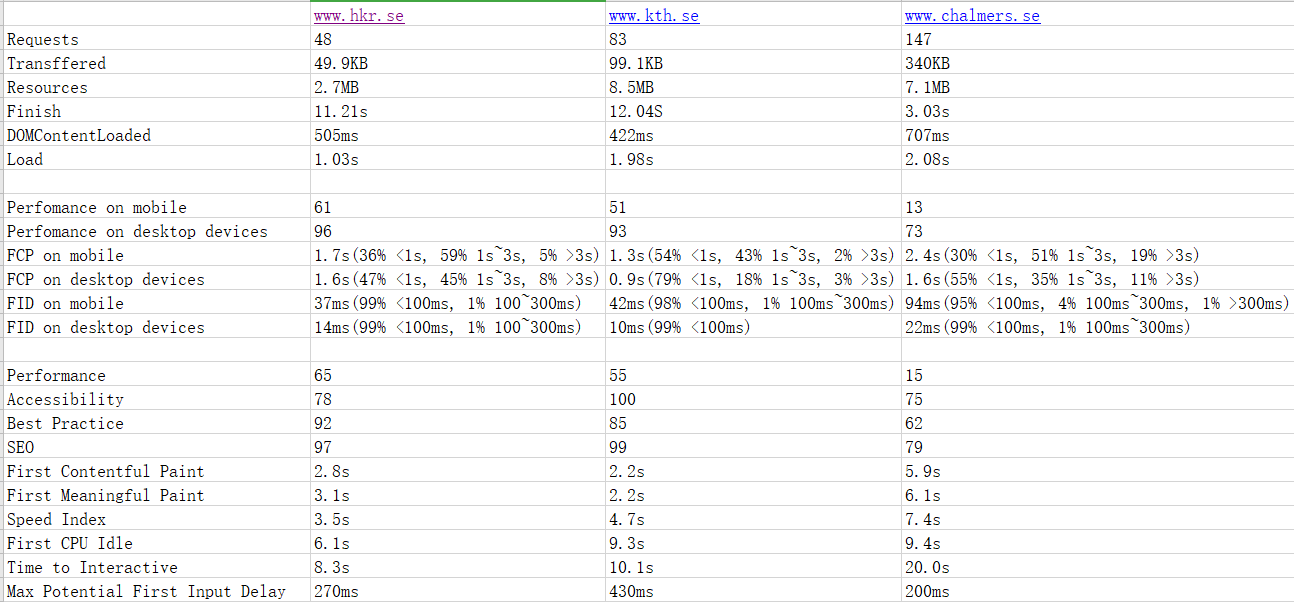 www.hkr.se www.kth.se www.chalmers.se
Requests 48 83 147
Transffered 49.9KB 99.1KB 340KB
Resources 2.7MB 8.5MB 7.1MB
Finish 11.21s 12.04S 3.03s
DOMContentLoaded 505ms 422ms 707ms
Load 1.03s 1.98s 2.08s
Perfomance on mobile 61 51 13
Perfomance on desktop devices 96 93 73
FCP on mobile 1.7s(36% <1s, 59% 1s~3s, 5% >3s) 1.3s(54% <1s, 43% 1s~3s, 2% >3s) 2.4s(30% <1s, 51% 1s~3s, 19% >3s)
FCP on desktop devices 1.6s(47% <1s, 45% 1s~3s, 8% >3s) 0.9s(79% <1s, 18% 1s~3s, 3% >3s) 1.6s(55% <1s, 35% 1s~3s, 11% >3s)
FID on mobile 37ms(99% <100ms, 1% 100~300ms) 42ms(98% <100ms, 1% 100ms~300ms) 94ms(95% <100ms, 4% 100ms~300ms, 1% >300ms)
FID on desktop devices 14ms(99% <100ms, 1% 100~300ms) 10ms(99% <100ms) 22ms(99% <100ms, 1% 100ms~300ms)
Performance 65 55 15
Accessibility 78 100 75
Best Practice 92 85 62
SEO 97 99 79
First Contentful Paint 2.8s 2.2s 5.9s
First Meaningful Paint 3.1s 2.2s 6.1s
Speed Index 3.5s 4.7s 7.4s
First CPU Idle 6.1s 9.3s 9.4s
Time to Interactive 8.3s 10.1s 20.0s
Max Potential First Input Delay 270ms 430ms 200ms